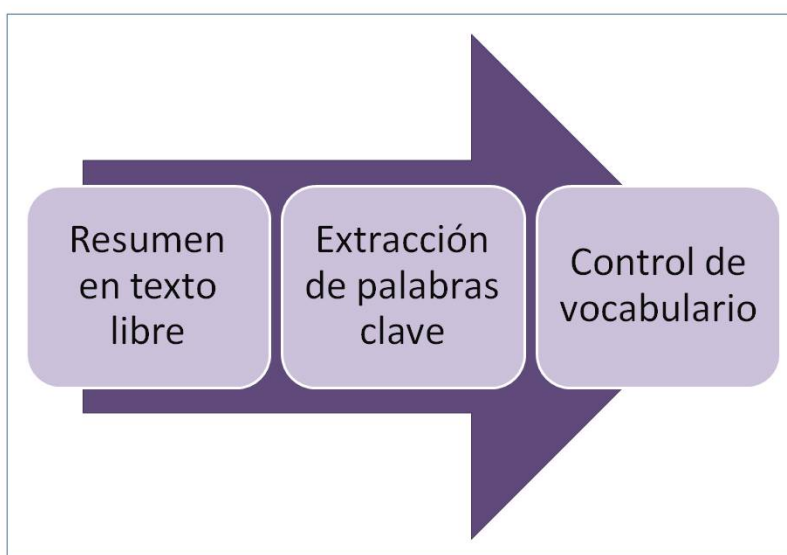 Resumen
en texto
libre
Extracción
de palabras
clave
Control de
vocabulario